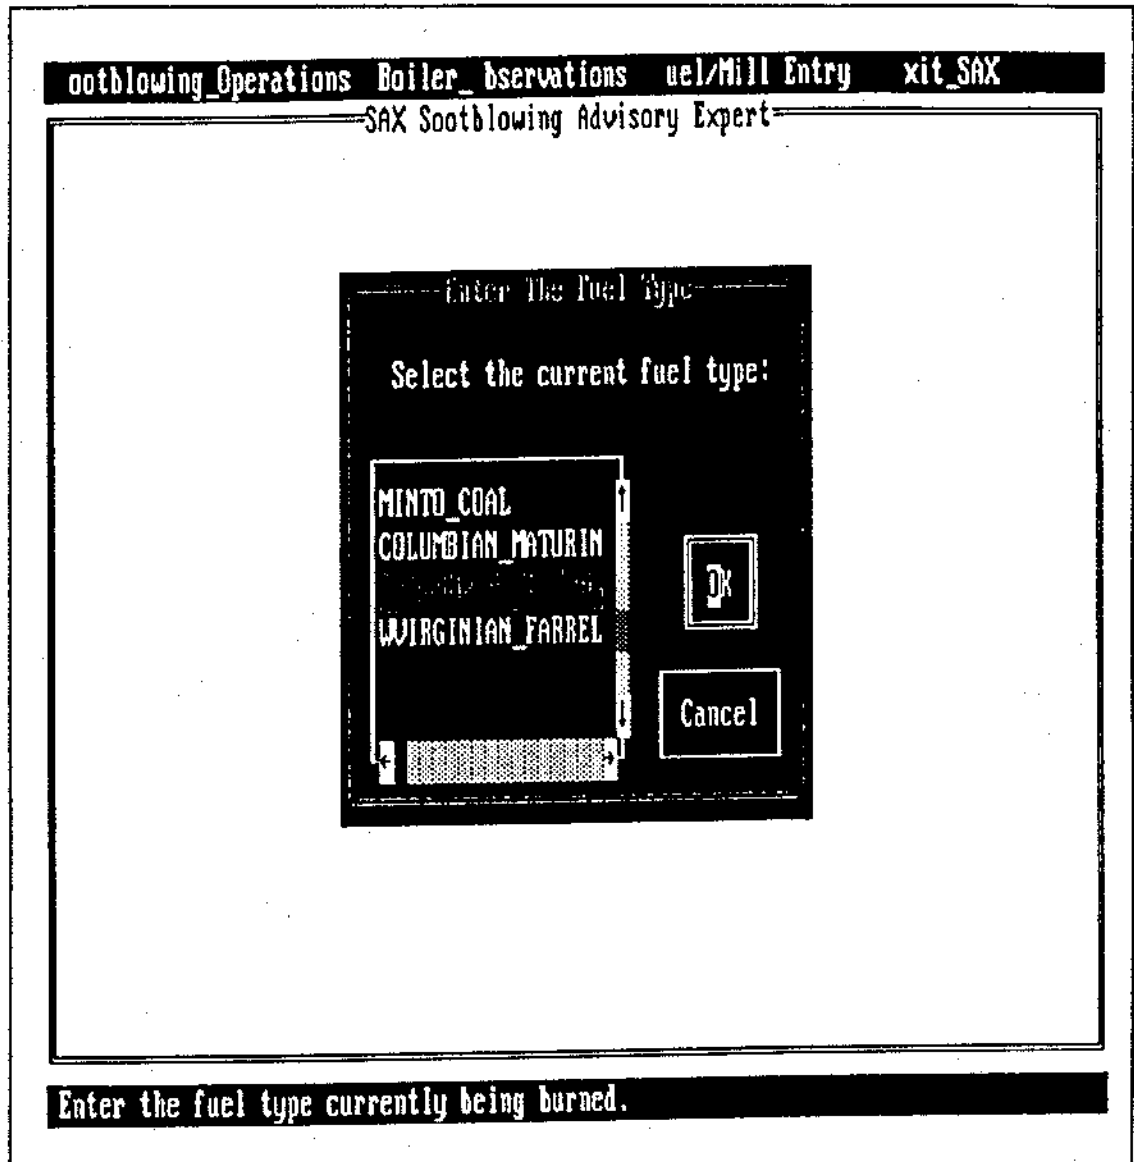 ootblowing_Operations Boiler_ bservations uel/Mill Entry xit_SAX
SAX Sootblowing Advisory Expert
Enter The Fuel Type
Select the current fuel type:
MINTO_COAL
COLUMBIAN_MATURIN
WVIRGINIAN_FARREL
OK
Cancel
Enter the fuel type currently being burned.